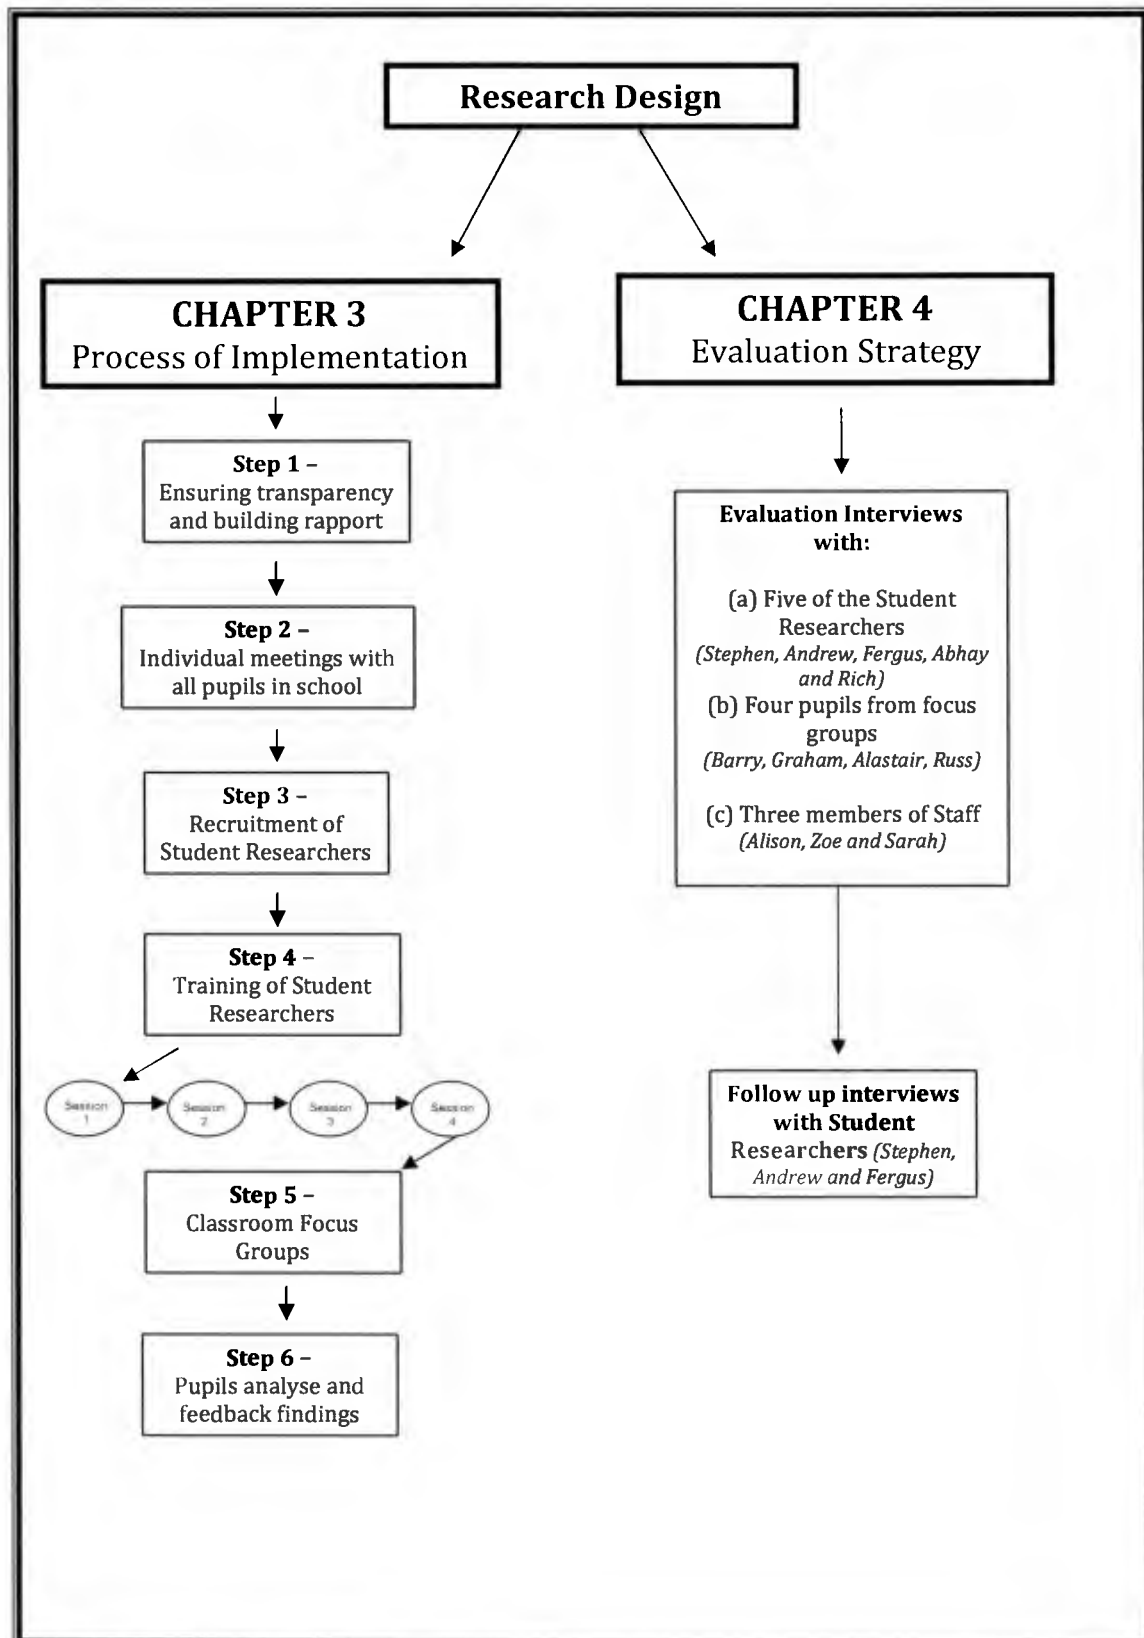 Research Design
CHAPTER 3
Process of Implementation
Step 1 –
Ensuring transparency
and building rapport
Step 2 –
Individual meetings with
all pupils in school
Step 3 –
Recruitment of
Student Researchers
Step 4 –
Training of Student
Researchers
Session
1
Session
2
Session
3
Session
4
Step 5 –
Classroom Focus
Groups
Step 6 –
Pupils analyse and
feedback findings
CHAPTER 4
Evaluation Strategy
Evaluation Interviews
with:
(a) Five of the Student
Researchers
(Stephen, Andrew, Fergus, Abhay
and Rich)
(b) Four pupils from focus
groups
(Barry, Graham, Alastair, Russ)
(c) Three members of Staff
(Alison, Zoe and Sarah)
Follow up interviews
with Student
Researchers (Stephen,
Andrew and Fergus)